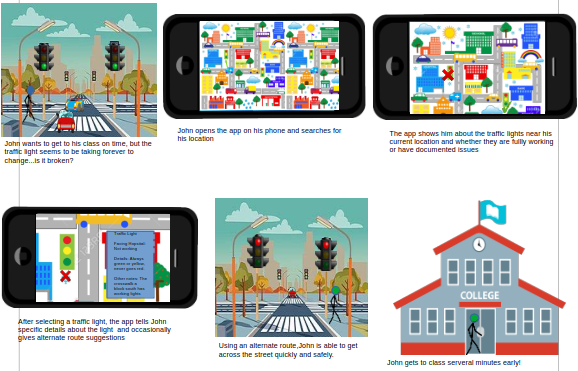 John wants to get to his class on time, but the
traffic light seems to be taking forever to
change...is it broken?
John opens the app on his phone and searches for
his location
The app shows him about the traffic lights near his
current location and whether they are fully working
or have documented issues
Traffic Light
Facing Dopedal
Not working
Details: Always
green or yellow,
never goes red.
Other notes: The
crosswalk a
block south has
working lights
After selecting a traffic light, the app tells John
specific details about the light and occasionally
gives alternate route suggestions
Using an alternate route,John is able to get
across the street quickly and safely.
COLLEGE
John gets to class serveral minutes early!